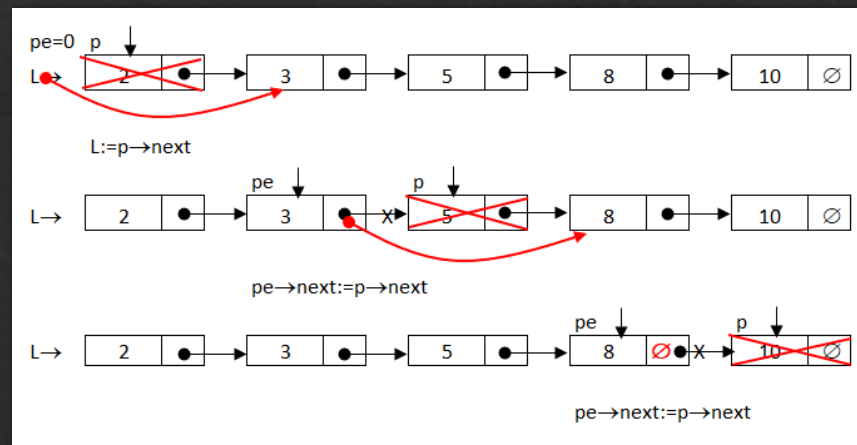 pe=0 p
L→ 2 3 5 8 10 ∅
L:=p→next
pe p
L→ 2 3 X 5 8 10 ∅
pe→next:=p→next
pe p
L→ 2 3 5 8 ∅ X 10 ∅
pe→next:=p→next